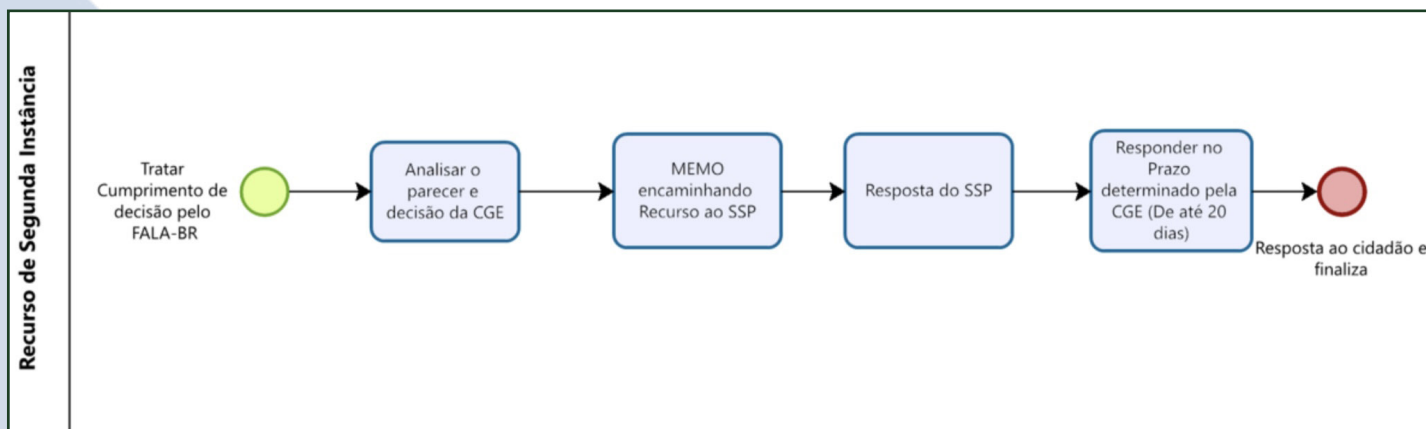 Recurso de Segunda Instância
Tratar
Cumprimento de
decisão pelo
FALA-BR
Analisar o
parecer e
decisão da CGE
MEMO
encaminhando
Recurso ao SSP
Resposta do SSP
Responder no
Prazo
determinado pela
CGE (De até 20
dias)
Resposta ao cidadão e
finaliza